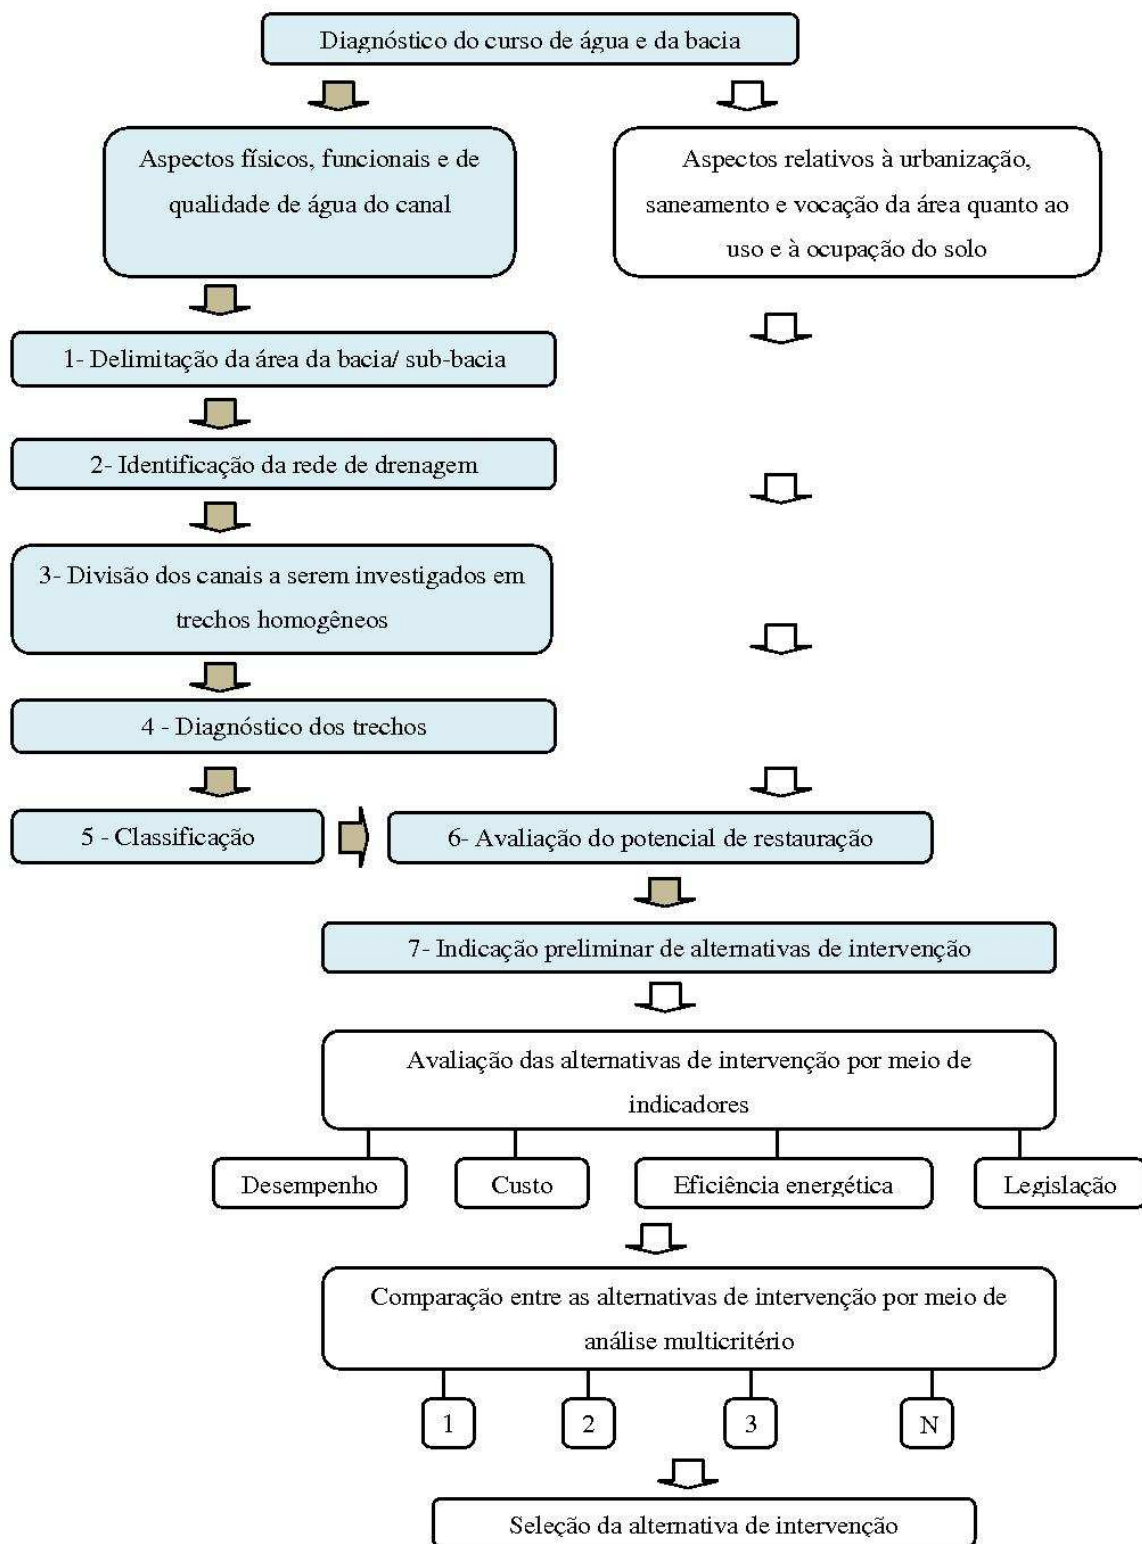 Diagnóstico do curso de água e da bacia
Aspectos físicos, funcionais e de
qualidade de água do canal
Aspectos relativos à urbanização,
saneamento e vocação da área quanto ao
uso e à ocupação do solo
1- Delimitação da área da bacia/ sub-bacia
2- Identificação da rede de drenagem
3- Divisão dos canais a serem investigados em
trechos homogêneos
4 - Diagnóstico dos trechos
5 - Classificação
6- Avaliação do potencial de restauração
7- Indicação preliminar de alternativas de intervenção
Avaliação das alternativas de intervenção por meio de
indicadores
Desempenho
Custo
Eficiência energética
Legislação
Comparação entre as alternativas de intervenção por meio de
análise multicritério
1
2
3
N
Seleção da alternativa de intervenção